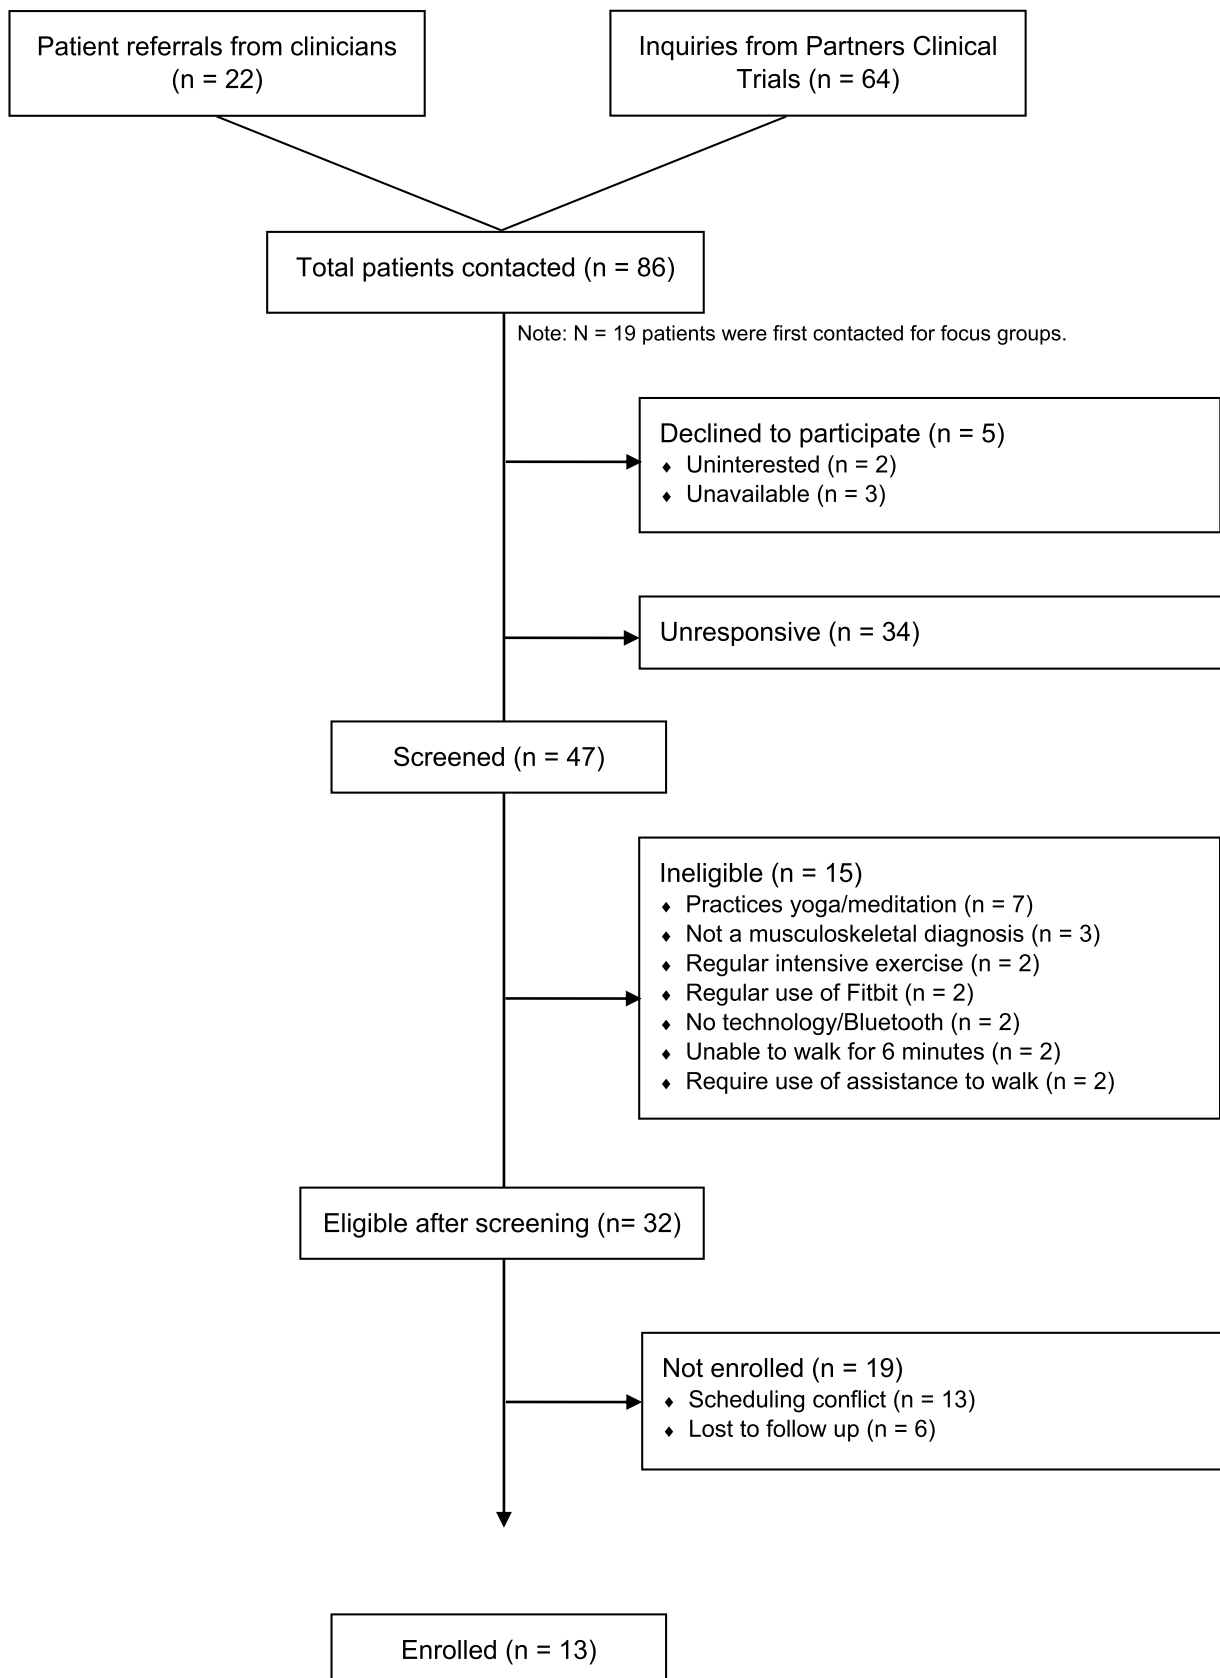 Patient referrals from clinicians
(n = 22)
Inquiries from Partners Clinical
Trials (n = 64)
Total patients contacted (n = 86)
Note: N = 19 patients were first contacted for focus groups.
Declined to participate (n = 5)
♦ Uninterested (n = 2)
♦ Unavailable (n = 3)
Unresponsive (n = 34)
Screened (n = 47)
Ineligible (n = 15)
♦ Practices yoga/meditation (n = 7)
♦ Not a musculoskeletal diagnosis (n = 3)
♦ Regular intensive exercise (n = 2)
♦ Regular use of Fitbit (n = 2)
♦ No technology/Bluetooth (n = 2)
♦ Unable to walk for 6 minutes (n = 2)
♦ Require use of assistance to walk (n = 2)
Eligible after screening (n= 32)
Not enrolled (n = 19)
♦ Scheduling conflict (n = 13)
♦ Lost to follow up (n = 6)
Enrolled (n = 13)